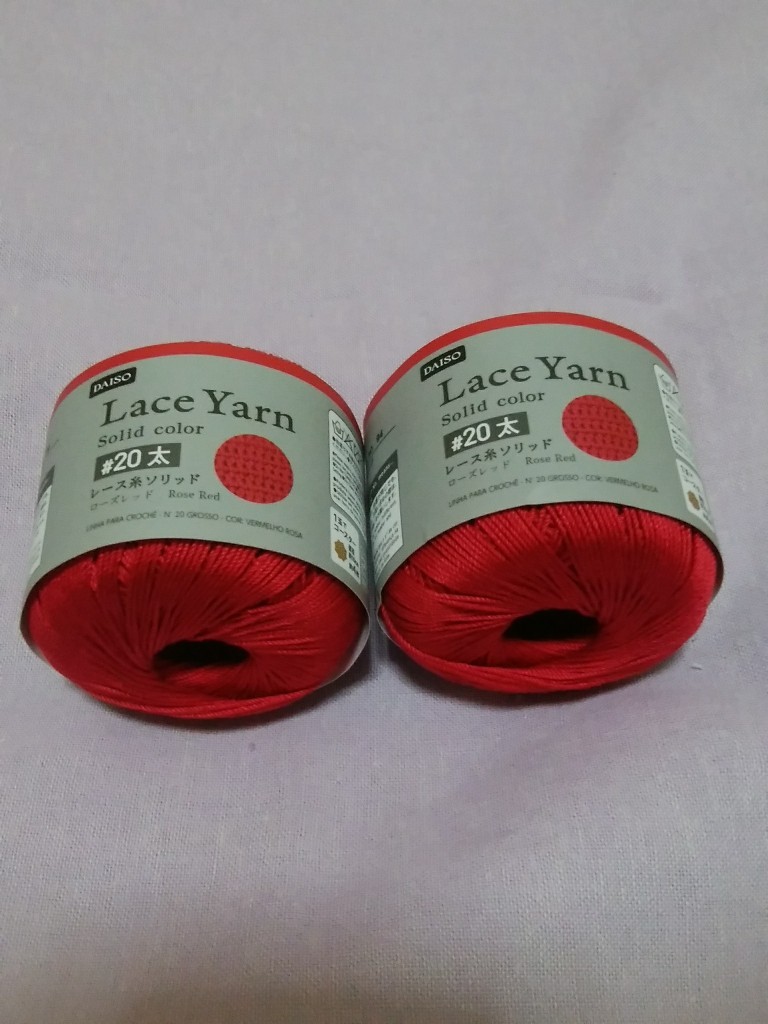 DAISO
Lace Yarn
Solid color
#20 太
レース糸ソリッド
ローズレッド Rose Red
LINHA PARA CROCHÊ - N° 20 GROSSO - COR: VERMELHO ROSA
DAISO
Lace Yarn
Solid color
#20 太
レース糸ソリッド
ローズレッド Rose Red
LINHA PARA CROCHÊ - N° 20 GROSSO - COR: VERMELHO ROSA